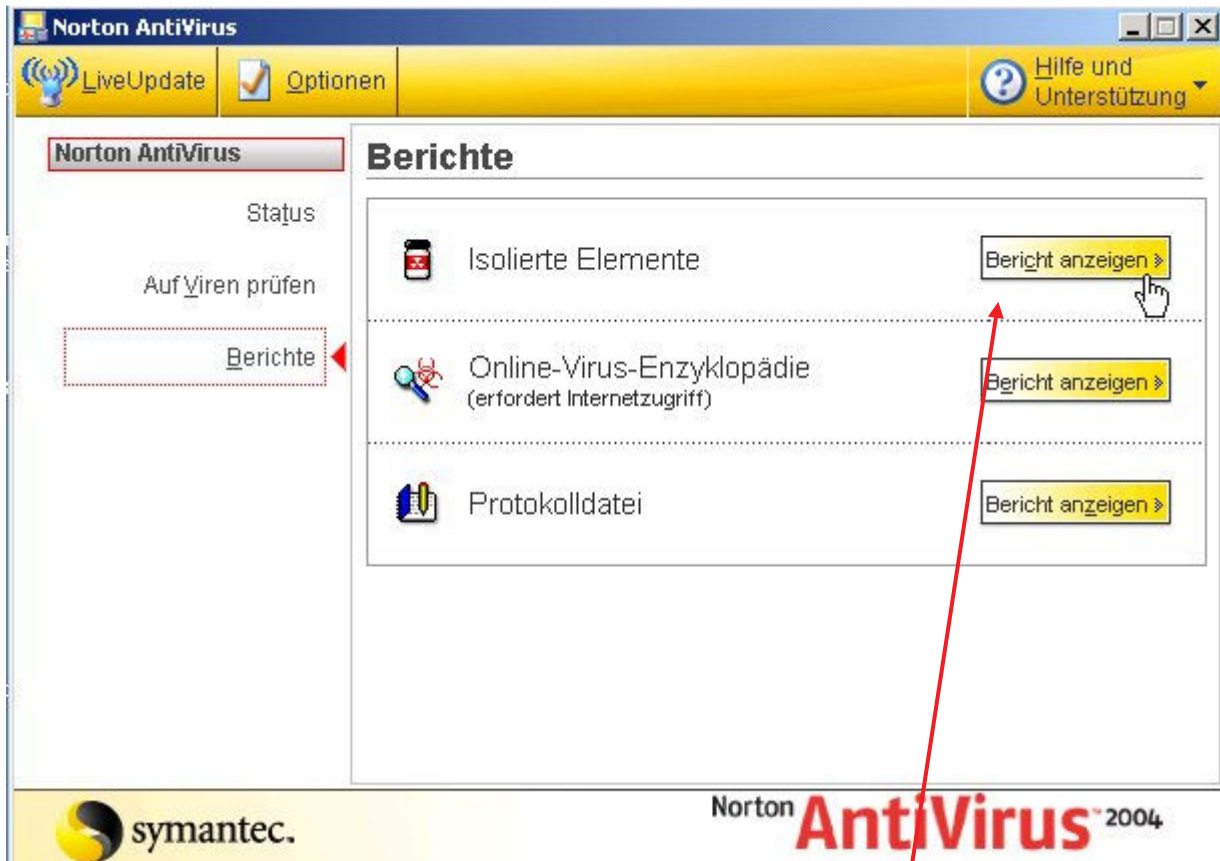 Norton AntiVirus
LiveUpdate
Optionen
Hilfe und
Unterstützung
Norton AntiVirus
Status
Auf Viren prüfen
Berichte
Berichte
Isolierte Elemente
Bericht anzeigen »
Online-Virus-Enzyklopädie
(erfordert Internetzugriff)
Bericht anzeigen »
Protokolldatei
Bericht anzeigen »
symantec.
Norton AntiVirus™ 2004